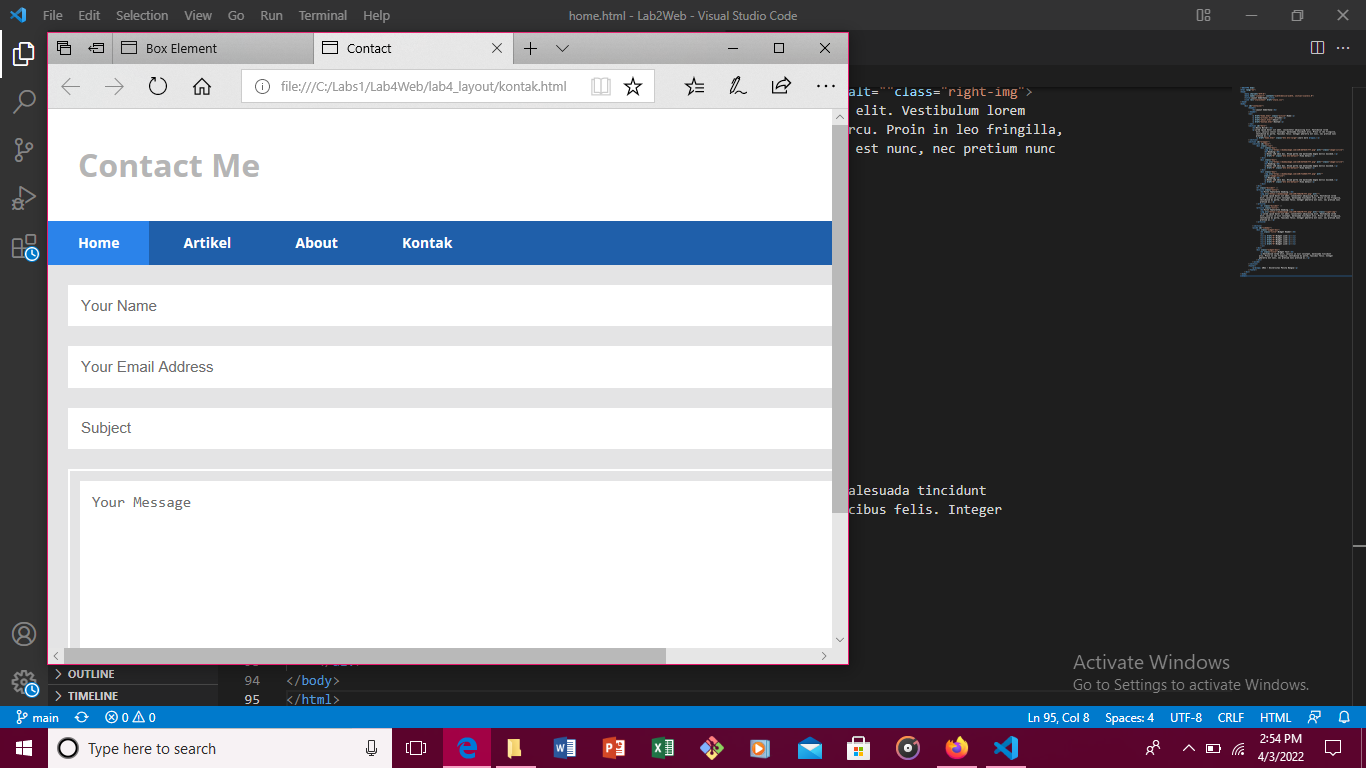 File Edit Selection View Go Run Terminal Help
home.html - Lab2Web - Visual Studio Code
Box Element
Contact
file:///C:/Labs1/Lab4Web/lab4_layout/kontak.html
Contact Me
Home Artikel About Kontak
Your Name
Your Email Address
Subject
Your Message
alt=""class="right-img">
elit. Vestibulum lorem
rcu. Proin in leo fringilla,
est nunc, nec pretium nunc
alesuada tincidunt
cibus felis. Integer
OUTLINE
TIMELINE
94 </body>
95 </html>
Activate Windows
Go to Settings to activate Windows.
main 0 0
Ln 95, Col 8 Spaces: 4 UTF-8 CRLF HTML
Type here to search
2:54 PM
4/3/2022